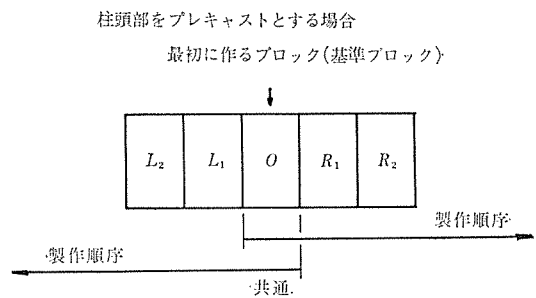 柱頭部をプレキャストとする場合
最初に作るブロック(基準ブロック)
L₂ L₁ O R₁ R₂
製作順序
製作順序
共通